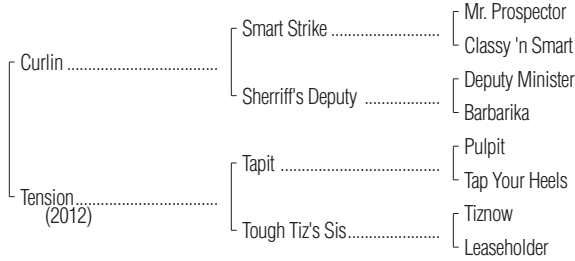 Mr. Prospector
Smart Strike ........................
Classy 'n Smart
Curlin .................................
Deputy Minister
Sherriff's Deputy ................
Barbarika
Pulpit
Tapit ...................................
Tap Your Heels
Tension ...............................
(2012)
Tiznow
Tough Tiz's Sis ....................
Leaseholder